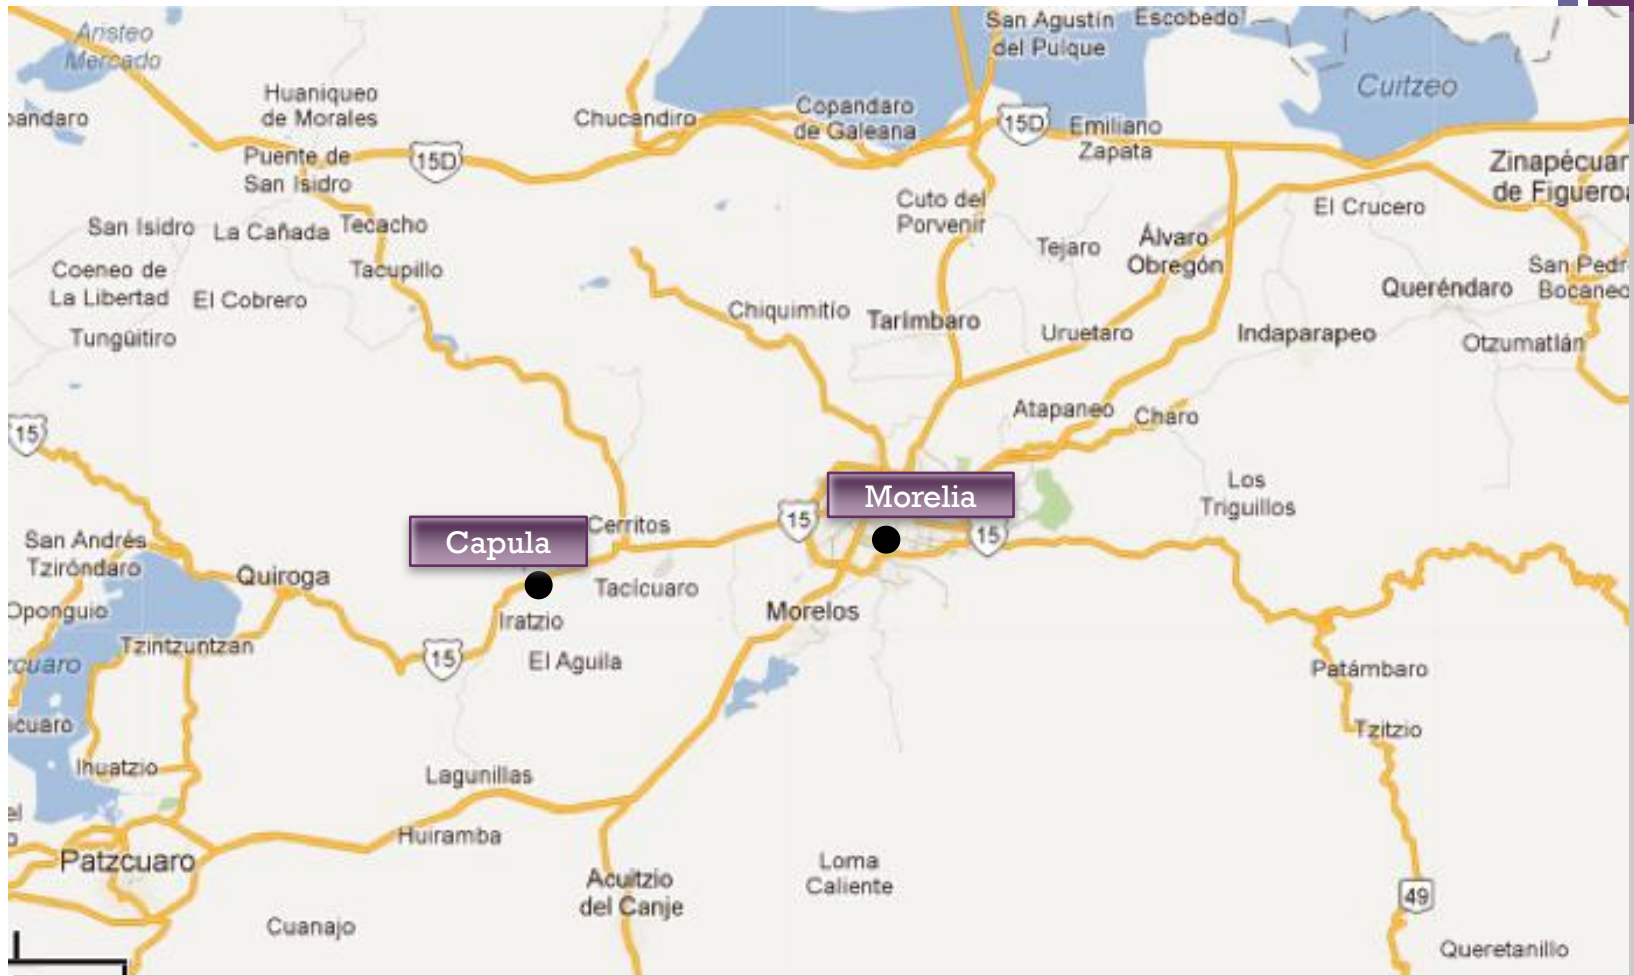 Aristeo
Mercado
San Agustín
del Pulque
Escobedo
Cuitzeo
Huaniqueo
de Morales
Chucandiro
Copandaro
de Galeana
15D
Emiliano
Zapata
Puente de
San Isidro
15D
Zinapécuar
de Figueroa
Cuto del
Porvenir
El Crucero
San Isidro
La Cañada
Tecacho
Tejaro
Álvaro
Obregón
Coeneo de
La Libertad
El Cobrero
Tacupillo
Queréndaro
San Pedr
Bocaneo
Tungüitiro
Chiquimitío
Tarímbaro
Uruetaro
Indaparapeo
Otzumatlán
Atapaneo
Charo
15
Morelia
Los
Triguillos
Capula
Cerritos
15
15
San Andrés
Tziróndaro
Quiroga
Tacícuaro
Oponguio
Iratzio
Morelos
Tzintzuntzan
15
El Aguila
Patámbaro
Tzitzio
Ihuatzio
Lagunillas
Huiramba
Patzcuaro
Acuitzio
del Canje
Loma
Caliente
49
Cuanajo
Queretanillo